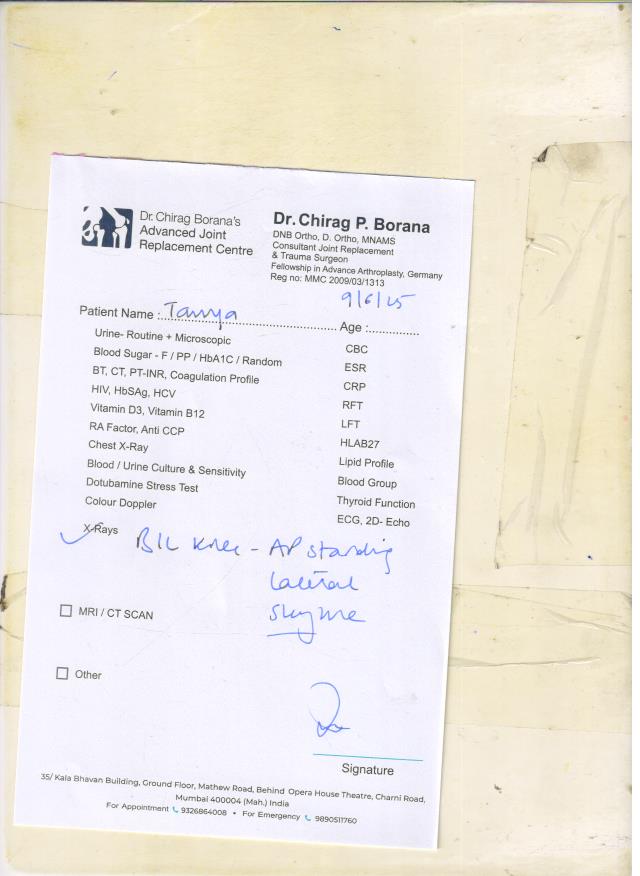 Dr. Chirag Borana's
Advanced Joint
Replacement Centre
Dr. Chirag P. Borana
DNB Ortho, D. Ortho, MNAMS
Consultant Joint Replacement
& Trauma Surgeon
Fellowship in Advance Arthroplasty, Germany
Reg no: MMC 2009/03/1313
9/6/25
Patient Name : Tanya Age :
Urine- Routine + Microscopic CBC
Blood Sugar - F / PP / HbA1C / Random ESR
BT, CT, PT-INR, Coagulation Profile CRP
HIV, HbSAg, HCV RFT
Vitamin D3, Vitamin B12 LFT
RA Factor, Anti CCP HLAB27
Chest X-Ray Lipid Profile
Blood / Urine Culture & Sensitivity Blood Group
Dotubamine Stress Test Thyroid Function
Colour Doppler ECG, 2D- Echo
X-Rays B/L Knee - AP standing
Lateral
Skyline
MRI / CT SCAN
Other
Signature
35/ Kala Bhavan Building, Ground Floor, Mathew Road, Behind Opera House Theatre, Charni Road,
Mumbai 400004 (Mah.) India
For Appointment 9326864008 • For Emergency 9890511760